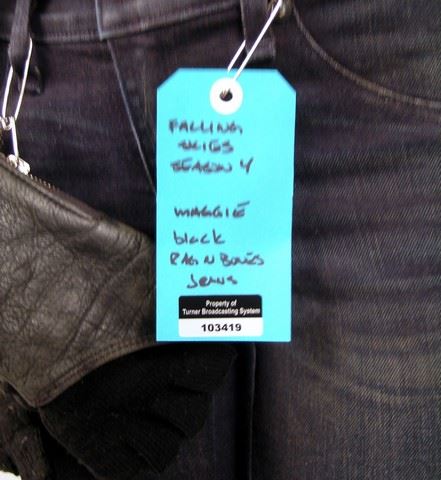 FALLING
SKIES
SEASON 4
MAGGIE
black
RAG N BONES
JEANS
Property of
Turner Broadcasting System
103419